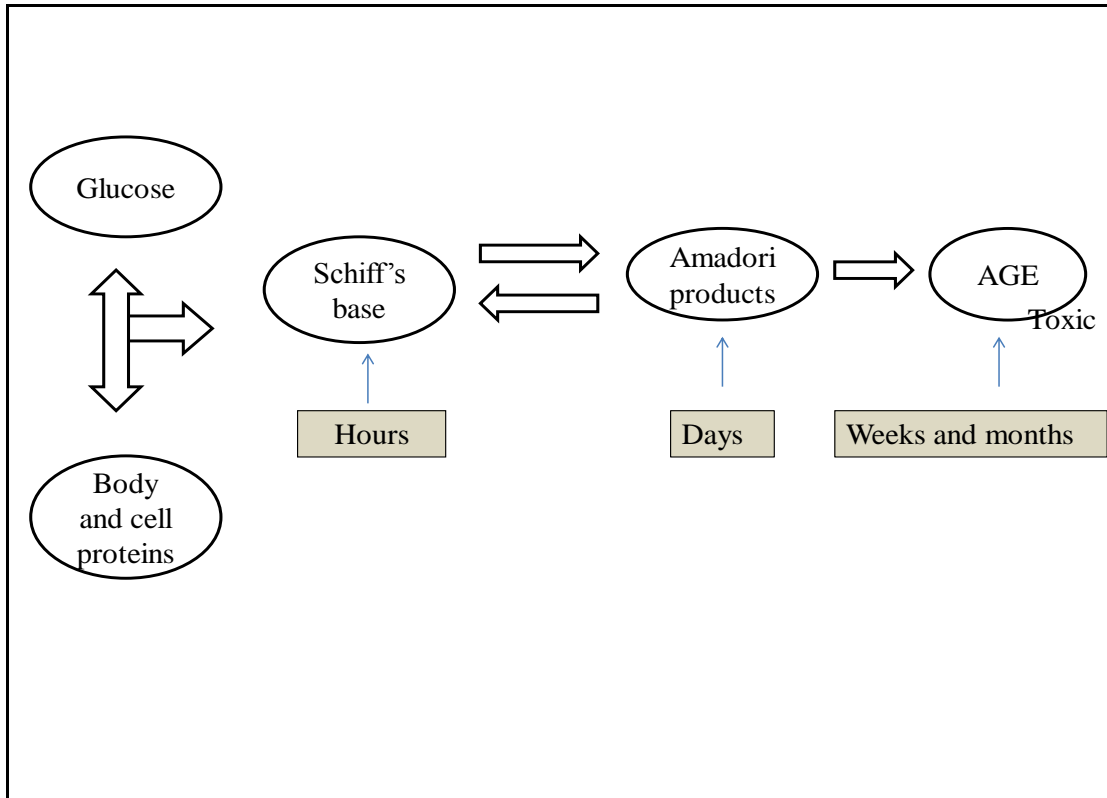 Glucose
Schiff’s
base
Amadori
products
AGE
Toxic
Hours
Days
Weeks and months
Body
and cell
proteins